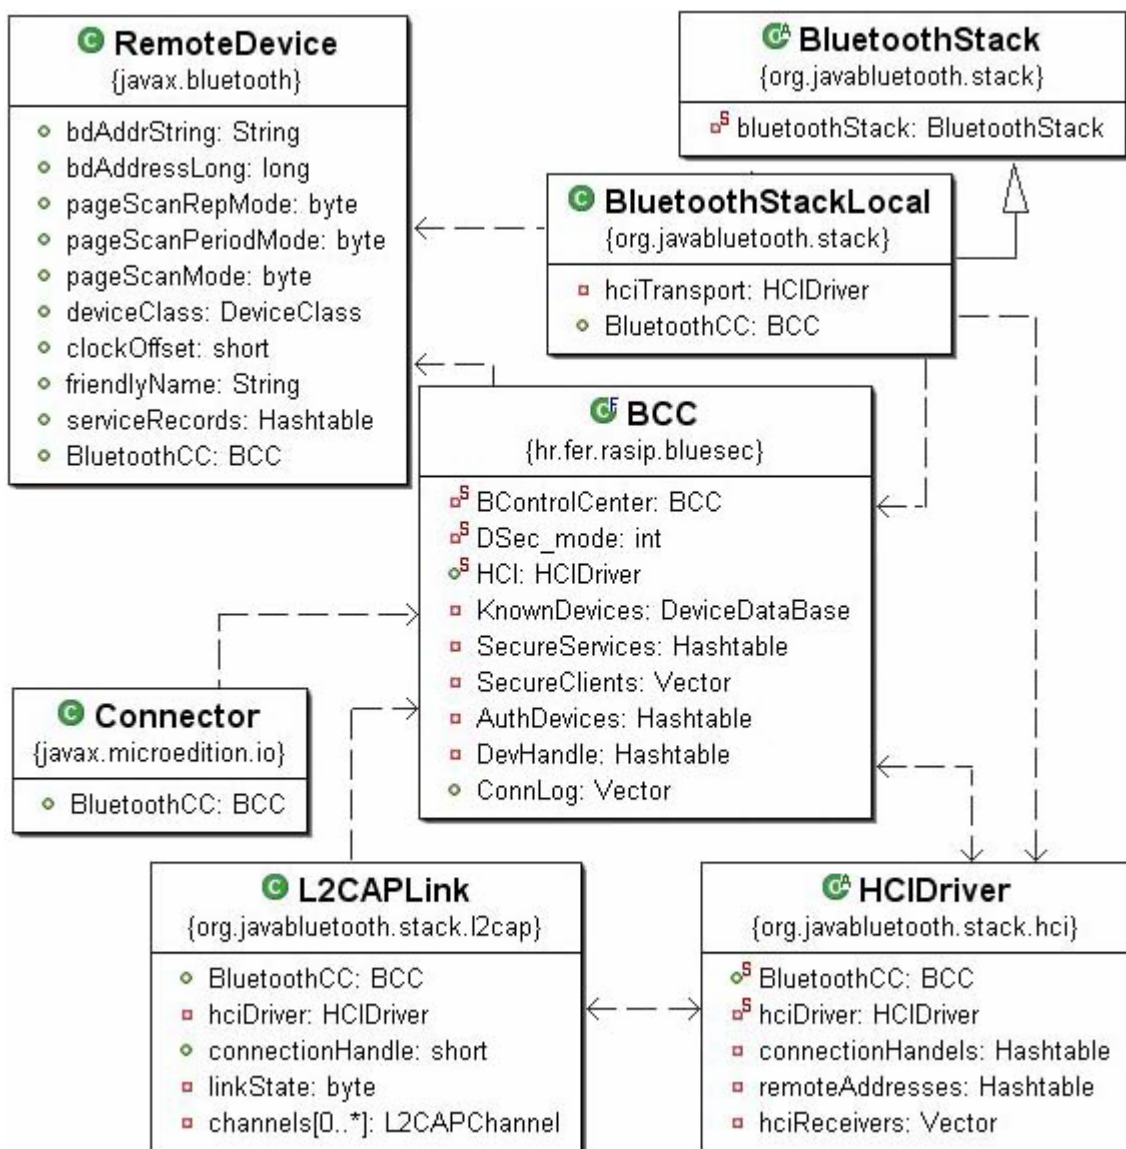 RemoteDevice
{javax.bluetooth}
bdAddrString: String
bdAddressLong: long
pageScanRepMode: byte
pageScanPeriodMode: byte
pageScanMode: byte
deviceClass: DeviceClass
clockOffset: short
friendlyName: String
serviceRecords: Hashtable
BluetoothCC: BCC
BluetoothStack
{org.javabluetooth.stack}
bluetoothStack: BluetoothStack
BluetoothStackLocal
{org.javabluetooth.stack}
hciTransport: HCIDriver
BluetoothCC: BCC
BCC
{hr.fer.rasip.bluesec}
BControlCenter: BCC
DSec_mode: int
HCI: HCIDriver
KnownDevices: DeviceDataBase
SecureServices: Hashtable
SecureClients: Vector
AuthDevices: Hashtable
DevHandle: Hashtable
ConnLog: Vector
Connector
{javax.microedition.io}
BluetoothCC: BCC
L2CAPLink
{org.javabluetooth.stack.l2cap}
BluetoothCC: BCC
hciDriver: HCIDriver
connectionHandle: short
linkState: byte
channels[0..*]: L2CAPChannel
HCIDriver
{org.javabluetooth.stack.hci}
BluetoothCC: BCC
hciDriver: HCIDriver
connectionHandels: Hashtable
remoteAddresses: Hashtable
hciReceivers: Vector